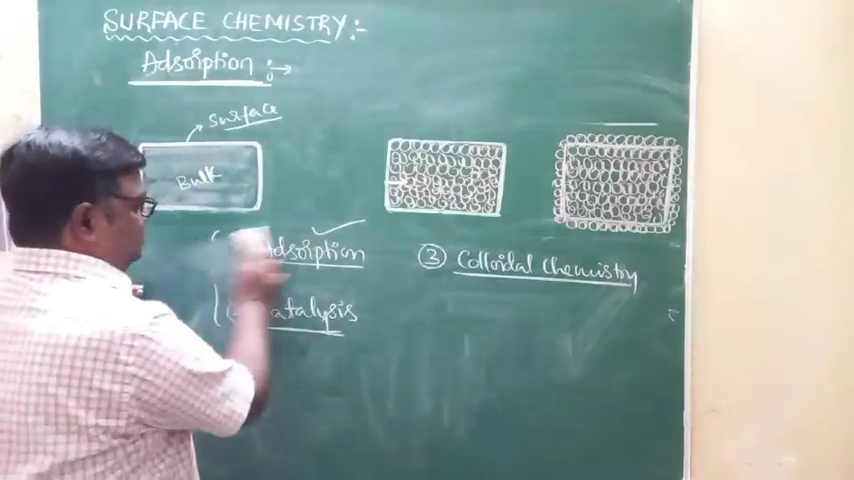 SURFACE CHEMISTRY:-
Adsorption :→
Surface
Bulk
Adsorption ✓
③ Colloidal Chemistry
Catalysis